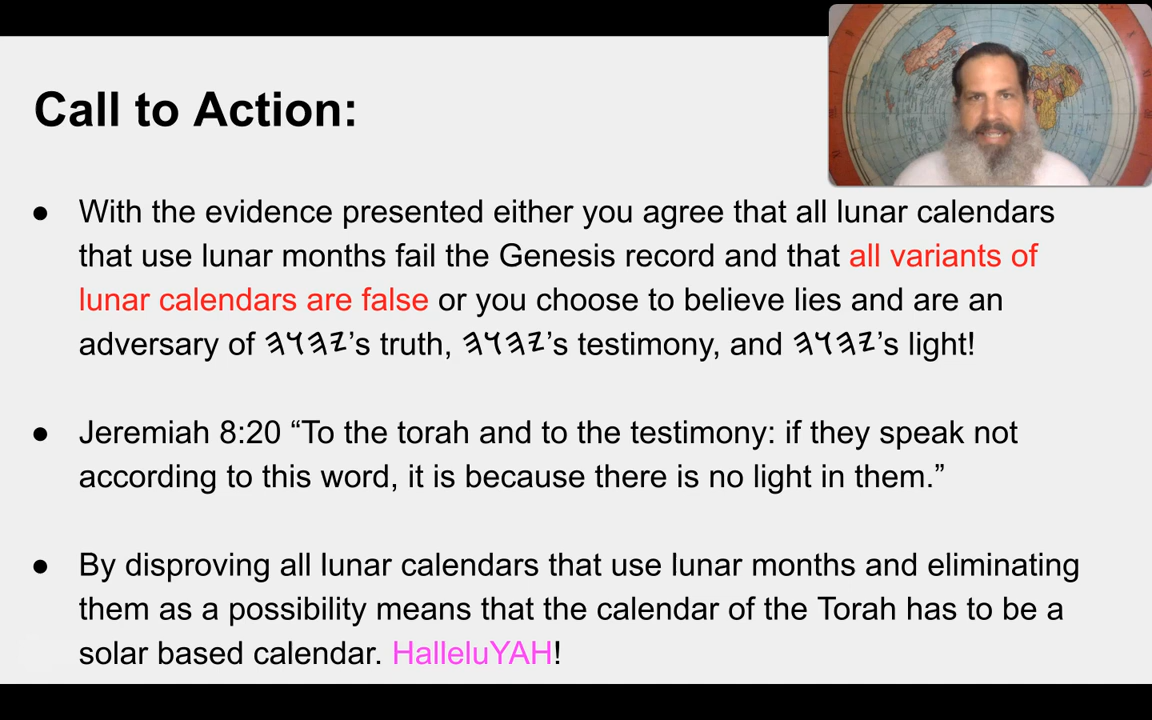 Call to Action:
● With the evidence presented either you agree that all lunar calendars
that use lunar months fail the Genesis record and that all variants of
lunar calendars are false or you choose to believe lies and are an
adversary of 𐤉𐤄𐤅𐤄’s truth, 𐤉𐤄𐤅𐤄’s testimony, and 𐤉𐤄𐤅𐤄’s light!
● Jeremiah 8:20 “To the torah and to the testimony: if they speak not
according to this word, it is because there is no light in them.”
● By disproving all lunar calendars that use lunar months and eliminating
them as a possibility means that the calendar of the Torah has to be a
solar based calendar. HalleluYAH!